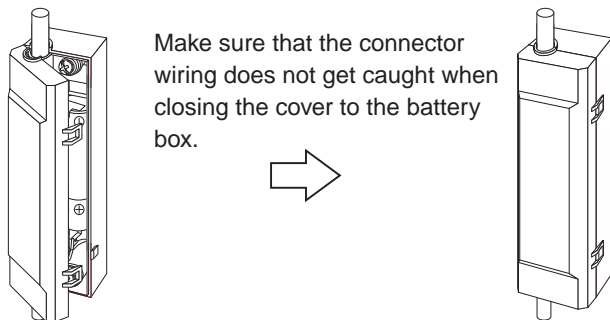 Make sure that the connector
wiring does not get caught when
closing the cover to the battery
box.